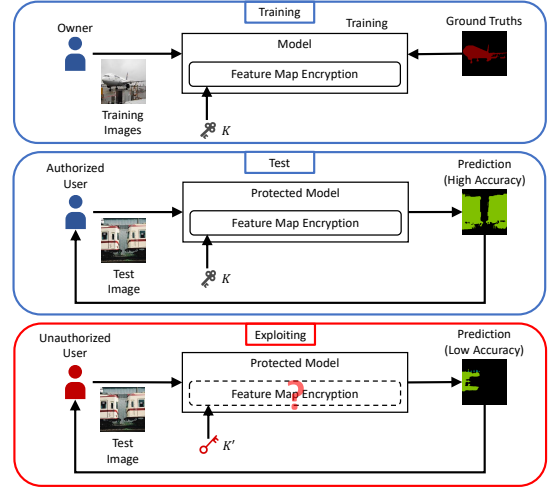 Training
Owner
Training
Ground Truths
Model
Feature Map Encryption
Training
Images
K
Test
Authorized
User
Prediction
(High Accuracy)
Protected Model
Feature Map Encryption
Test
Image
K
Exploiting
Unauthorized
User
Prediction
(Low Accuracy)
Protected Model
Feature Map Encryption
?
Test
Image
K'